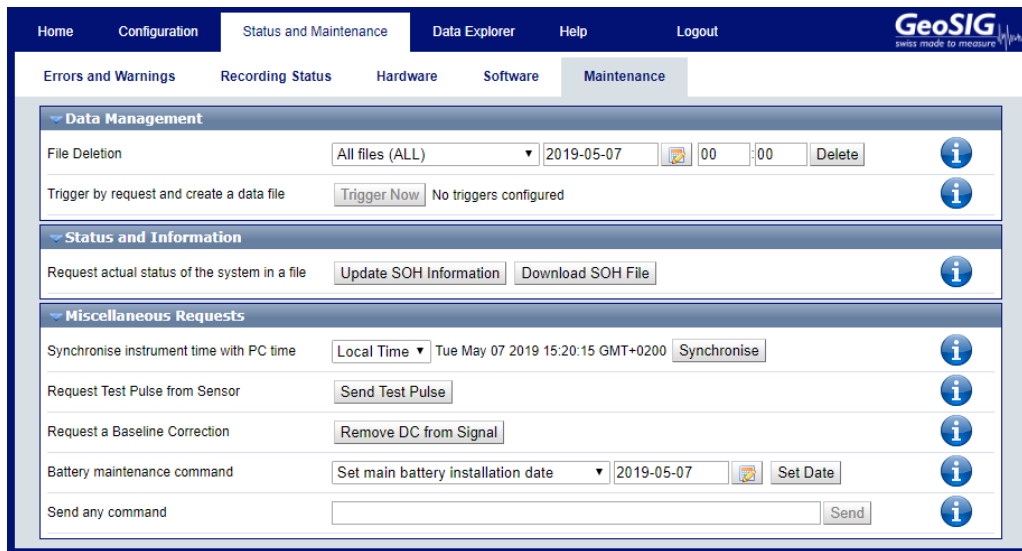 Home Configuration Status and Maintenance Data Explorer Help Logout GeoSIG
swiss made to measure
Errors and Warnings Recording Status Hardware Software Maintenance
Data Management
File Deletion All files (ALL) 2019-05-07 00 :00 Delete
Trigger by request and create a data file Trigger Now No triggers configured
Status and Information
Request actual status of the system in a file Update SOH Information Download SOH File
Miscellaneous Requests
Synchronise instrument time with PC time Local Time Tue May 07 2019 15:20:15 GMT+0200 Synchronise
Request Test Pulse from Sensor Send Test Pulse
Request a Baseline Correction Remove DC from Signal
Battery maintenance command Set main battery installation date 2019-05-07 Set Date
Send any command Send